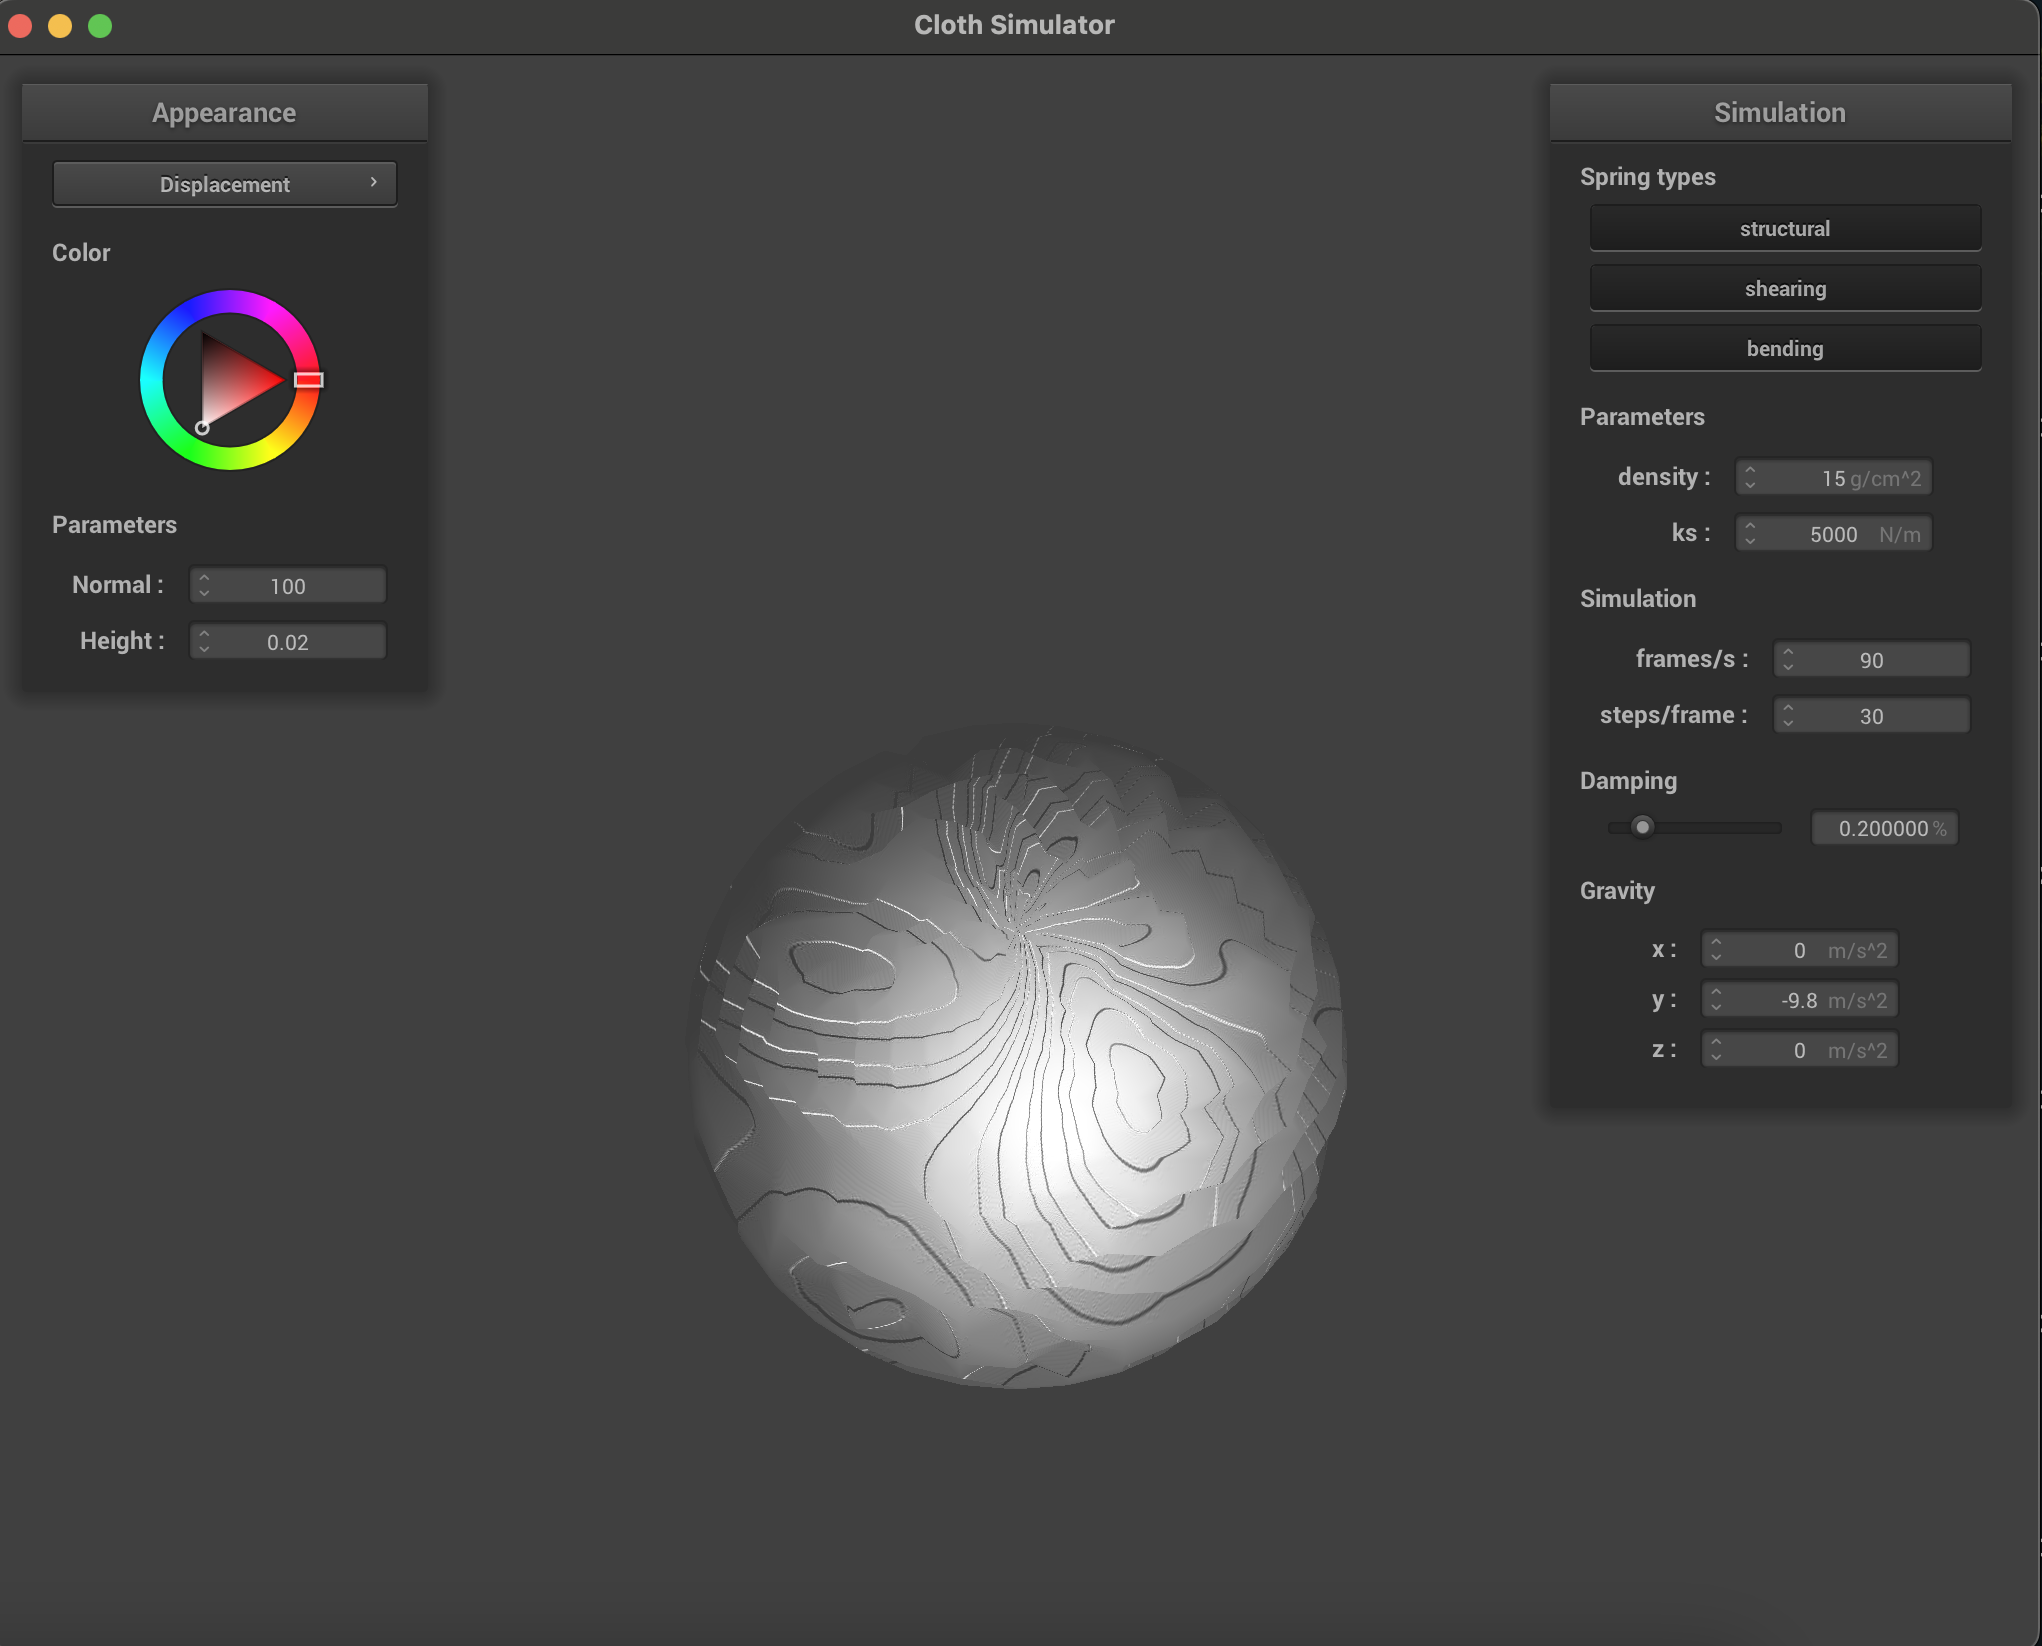 Cloth Simulator
Appearance
Displacement
Color
Parameters
Normal : 100
Height : 0.02
Simulation
Spring types
structural
shearing
bending
Parameters
density : 15 g/cm^2
ks : 5000 N/m
Simulation
frames/s : 90
steps/frame : 30
Damping
0.200000 %
Gravity
x : 0 m/s^2
y : -9.8 m/s^2
z : 0 m/s^2